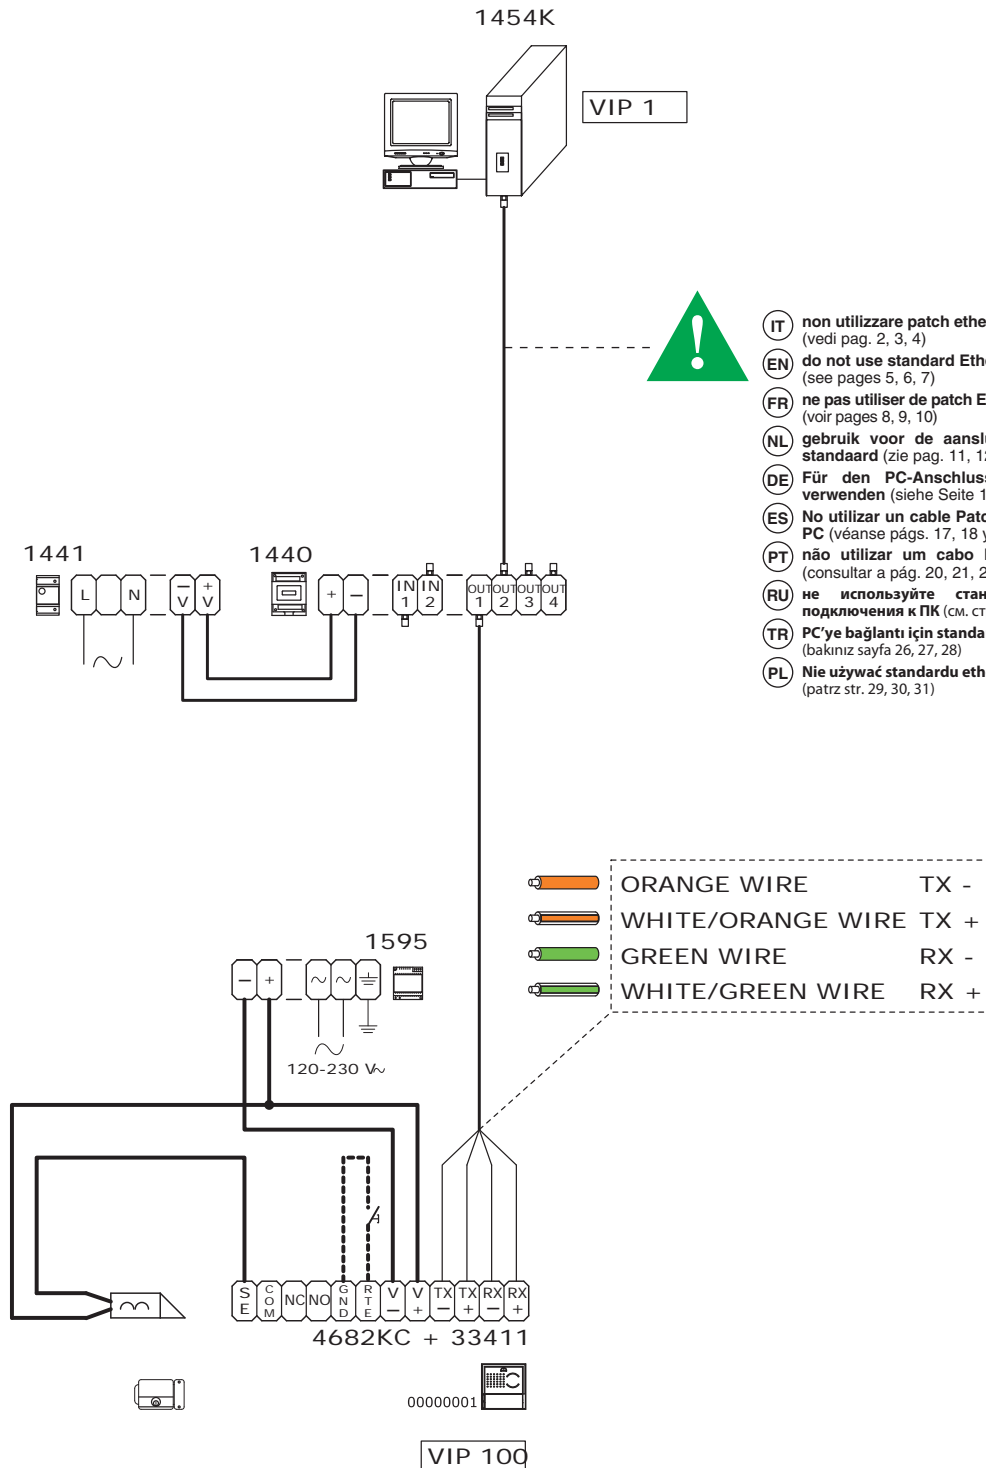 1454K
VIP 1
IT non utilizzare patch ethe
(vedi pag. 2, 3, 4)
EN do not use standard Eth
(see pages 5, 6, 7)
FR ne pas utiliser de patch E
(voir pages 8, 9, 10)
NL gebruik voor de aansl
standaard (zie pag. 11, 12
DE Für den PC-Anschlus
verwenden (siehe Seite 1
ES No utilizar un cable Patc
PC (véanse págs. 17, 18 y
PT não utilizar um cabo
(consultar a pág. 20, 21, 2
RU не используйте стан
подключения к ПК (см. ст
TR PC'ye bağlantı için standa
(bakınız sayfa 26, 27, 28)
PL Nie używać standardu eth
(patrz str. 29, 30, 31)
1441
1440
L N − V + V
+ −
IN 1 IN 2
OUT 1 OUT 2 OUT 3 OUT 4
ORANGE WIRE TX -
WHITE/ORANGE WIRE TX +
GREEN WIRE RX -
WHITE/GREEN WIRE RX +
1595
− + ~ ~
120-230 V~
SE COM NC NO GND RTE V − V + TX − TX + RX − RX +
4682KC + 33411
00000001
VIP 100